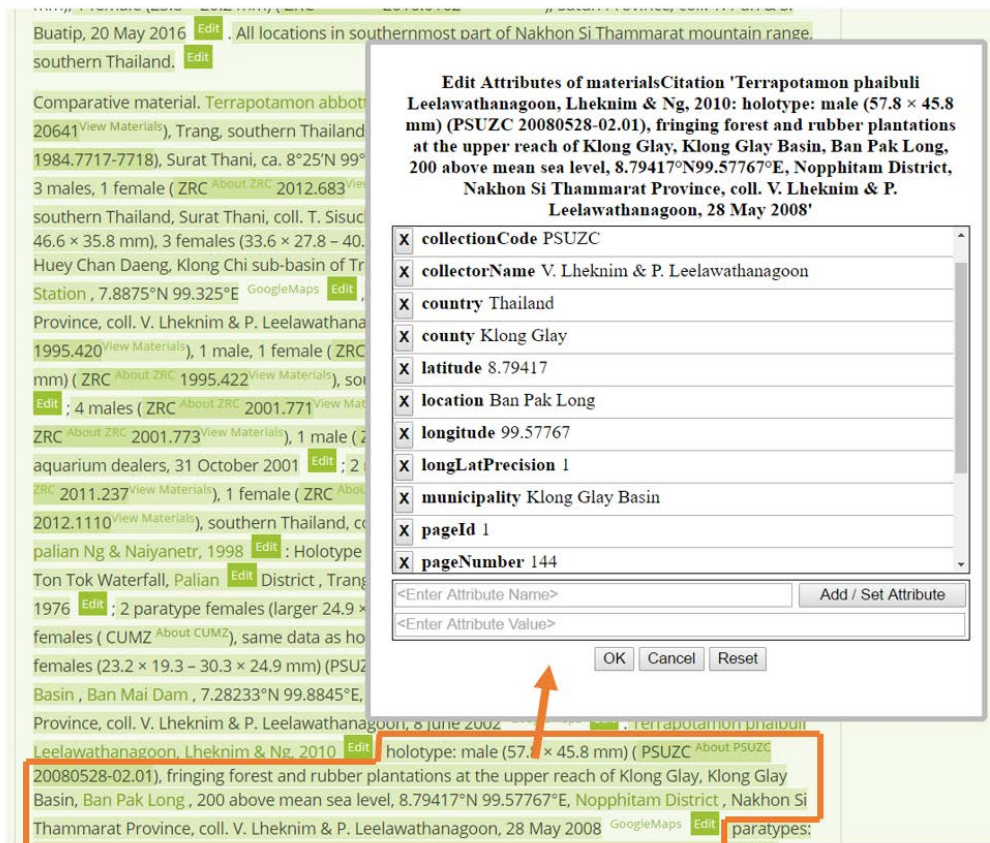 Buatip, 20 May 2016 Edit . All locations in southernmost part of Nakhon Si Thammarat mountain range,
southern Thailand. Edit
Comparative material. Terrapotamon abbott
20641 View Materials), Trang, southern Thailand
1984.7717-7718), Surat Thani, ca. 8°25'N 99°
3 males, 1 female ( ZRC About ZRC 2012.683
southern Thailand, Surat Thani, coll. T. Sisuc
46.6 × 35.8 mm), 3 females (33.6 × 27.8 – 40.
Huey Chan Daeng, Klong Chi sub-basin of Tr
Station , 7.8875°N 99.325°E GoogleMaps Edit ,
Province, coll. V. Lheknim & P. Leelawathana
1995.420 View Materials), 1 male, 1 female ( ZRC
mm) ( ZRC About ZRC 1995.422 View Materials), sou
Edit ; 4 males ( ZRC About ZRC 2001.771 View Mat
ZRC About ZRC 2001.773 View Materials), 1 male (
aquarium dealers, 31 October 2001 Edit ; 2
ZRC 2011.237 View Materials), 1 female ( ZRC Abou
2012.1110 View Materials), southern Thailand, co
palian Ng & Naiyanetr, 1998 Edit : Holotype
Ton Tok Waterfall, Palian Edit District , Trang
1976 Edit ; 2 paratype females (larger 24.9 ×
females ( CUMZ About CUMZ), same data as ho
females (23.2 × 19.3 – 30.3 × 24.9 mm) (PSUZ
Basin , Ban Mai Dam , 7.28233°N 99.8845°E,
Province, coll. V. Lheknim & P. Leelawathanagoon, 8 June 2002 GoogleMaps Edit . Terrapotamon phaibuli
Leelawathanagoon, Lheknim & Ng, 2010 Edit holotype: male (57.8 × 45.8 mm) ( PSUZC About PSUZC
20080528-02.01), fringing forest and rubber plantations at the upper reach of Klong Glay, Klong Glay
Basin, Ban Pak Long , 200 above mean sea level, 8.79417°N 99.57767°E, Nopphitam District , Nakhon Si
Thammarat Province, coll. V. Lheknim & P. Leelawathanagoon, 28 May 2008 GoogleMaps Edit paratypes:
Edit Attributes of materialsCitation 'Terrapotamon phaibuli
Leelawathanagoon, Lheknim & Ng, 2010: holotype: male (57.8 × 45.8
mm) (PSUZC 20080528-02.01), fringing forest and rubber plantations
at the upper reach of Klong Glay, Klong Glay Basin, Ban Pak Long,
200 above mean sea level, 8.79417°N99.57767°E, Nopphitam District,
Nakhon Si Thammarat Province, coll. V. Lheknim & P.
Leelawathanagoon, 28 May 2008'
X collectionCode PSUZC
X collectorName V. Lheknim & P. Leelawathanagoon
X country Thailand
X county Klong Glay
X latitude 8.79417
X location Ban Pak Long
X longitude 99.57767
X longLatPrecision 1
X municipality Klong Glay Basin
X pageId 1
X pageNumber 144
<Enter Attribute Name> Add / Set Attribute
<Enter Attribute Value>
OK Cancel Reset